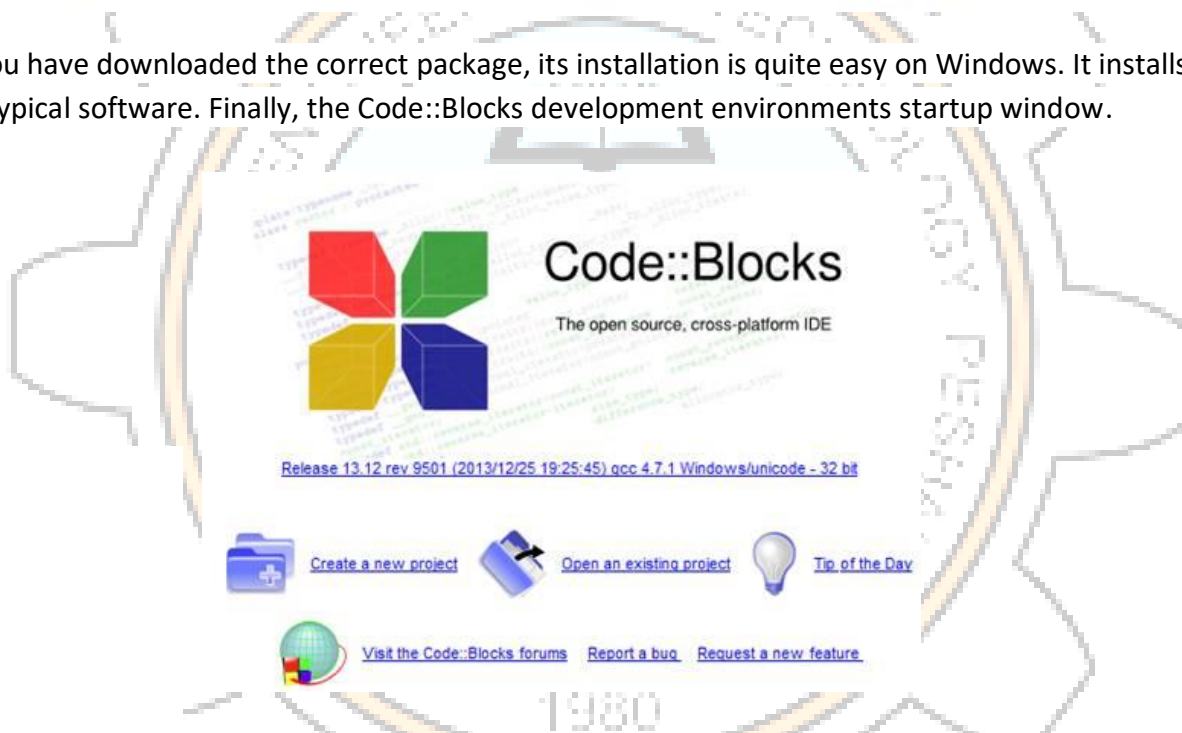 ou have downloaded the correct package, its installation is quite easy on Windows. It installs
ypical software. Finally, the Code::Blocks development environments startup window.
Code::Blocks
The open source, cross-platform IDE
Release 13.12 rev 9501 (2013/12/25 19:25:45) gcc 4.7.1 Windows/unicode - 32 bit
Create a new project
Open an existing project
Tip of the Day
Visit the Code::Blocks forums
Report a bug
Request a new feature
1980